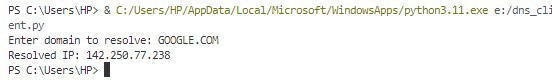 PS C:\Users\HP> & C:/Users/HP/AppData/Local/Microsoft/WindowsApps/python3.11.exe e:/dns_cli
ent.py
Enter domain to resolve: GOOGLE.COM
Resolved IP: 142.250.77.238
PS C:\Users\HP>